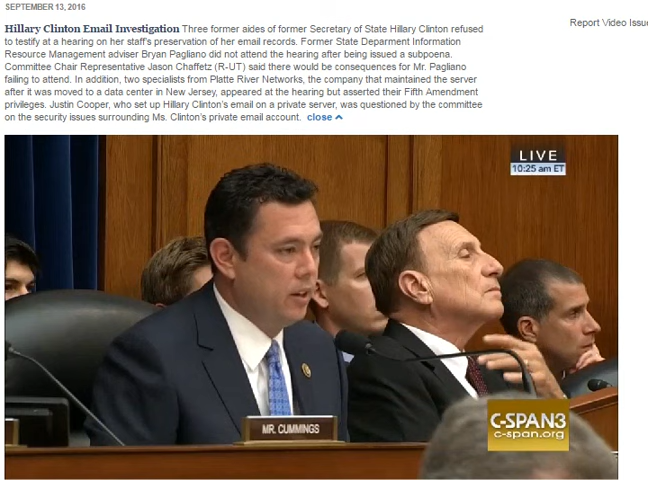 SEPTEMBER 13, 2016
Report Video Issue
Hillary Clinton Email Investigation Three former aides of former Secretary of State Hillary Clinton refused
to testify at a hearing on her staff's preservation of her email records. Former State Deparment Information
Resource Management adviser Bryan Pagliano did not attend the hearing after being issued a subpoena.
Committee Chair Representative Jason Chaffetz (R-UT) said there would be consequences for Mr. Pagliano
failing to attend. In addition, two specialists from Platte River Networks, the company that maintained the server
after it was moved to a data center in New Jersey, appeared at the hearing but asserted their Fifth Amendment
privileges. Justin Cooper, who set up Hillary Clinton's email on a private server, was questioned by the committee
on the security issues surrounding Ms. Clinton's private email account. close
LIVE
10:25 am ET
MR. CUMMINGS
C-SPAN3
c-span.org